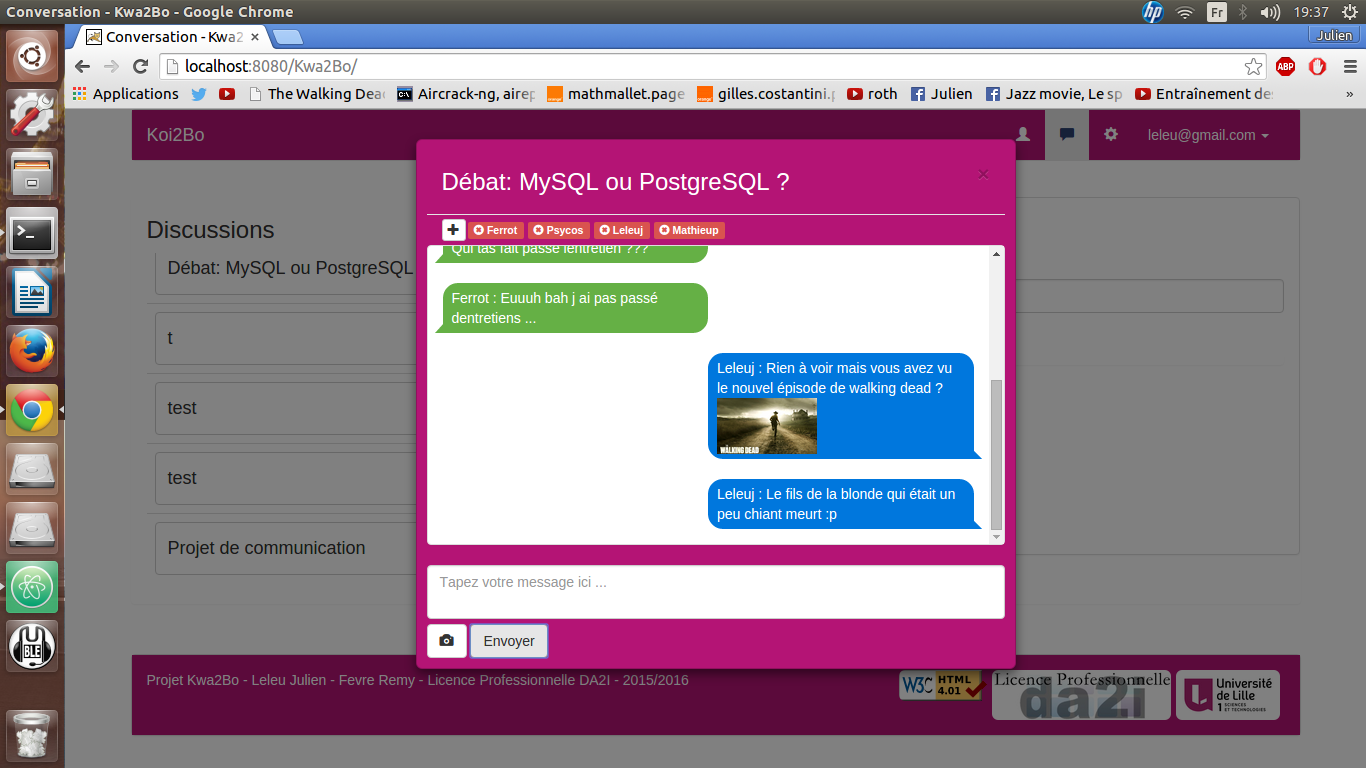 Conversation - Kwa2Bo - Google Chrome
hp
Fr
19:37
Conversation - Kwa2
Julien
localhost:8080/Kwa2Bo/
ABP
Applications
The Walking Dea
Aircrack-ng, airep
mathmallet.page
gilles.costantini.
roth
Julien
Jazz movie, Le sp
Entraînement de
»
Koi2Bo
leleu@gmail.com
Débat: MySQL ou PostgreSQL ?
×
Ferrot
Psycos
Leleuj
Mathieup
Discussions
Débat: MySQL ou PostgreSQL
t
test
test
Projet de communication
Qui tas fait passé lentretien ???
Ferrot : Euuuh bah j ai pas passé
dentretiens ...
Leleuj : Rien à voir mais vous avez vu
le nouvel épisode de walking dead ?
WALKING DEAD
Leleuj : Le fils de la blonde qui était un
peu chiant meurt :p
Tapez votre message ici ...
Envoyer
Projet Kwa2Bo - Leleu Julien - Fevre Remy - Licence Professionnelle DA2I - 2015/2016
W3C HTML
4.01
Licence Professionnelle
da2i
Université
de Lille
1 SCIENCES
ET TECHNOLOGIES
U
BLE